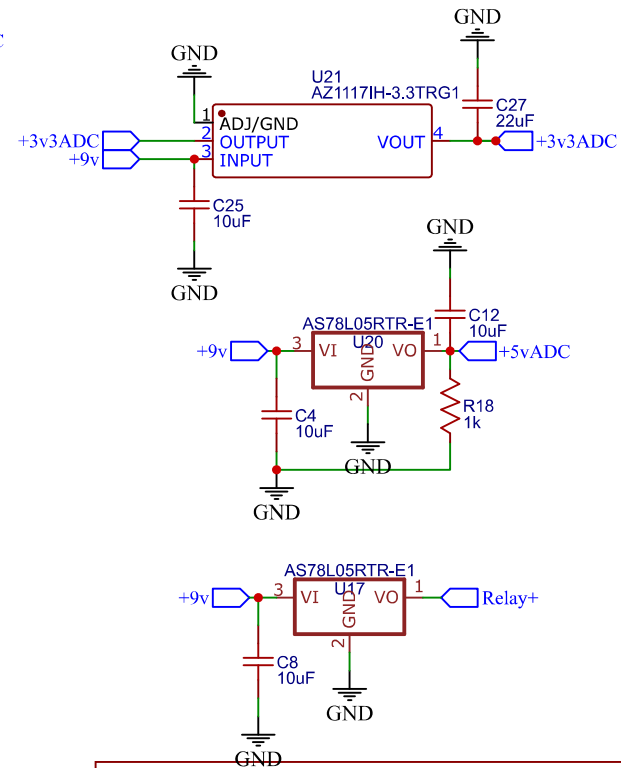 C
GND
GND
U21
AZ1117IH-3.3TRG1
C27
22uF
1
ADJ/GND
+3v3ADC
2
OUTPUT
VOUT
4
+3v3ADC
+9v
3
INPUT
C25
10uF
GND
GND
C12
10uF
AS78L05RTR-E1
U20
+9v
3
VI
GND
VO
1
+5vADC
2
C4
10uF
R18
1k
GND
GND
AS78L05RTR-E1
U17
+9v
3
VI
GND
VO
1
Relay+
2
C8
10uF
GND
GND